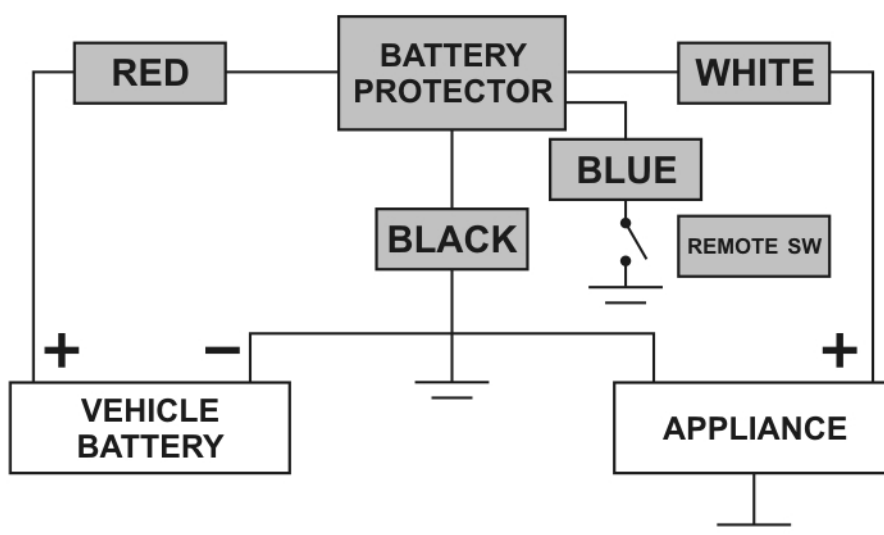 BATTERY
PROTECTOR
RED
WHITE
BLUE
BLACK
REMOTE SW
+
−
+
VEHICLE
BATTERY
APPLIANCE